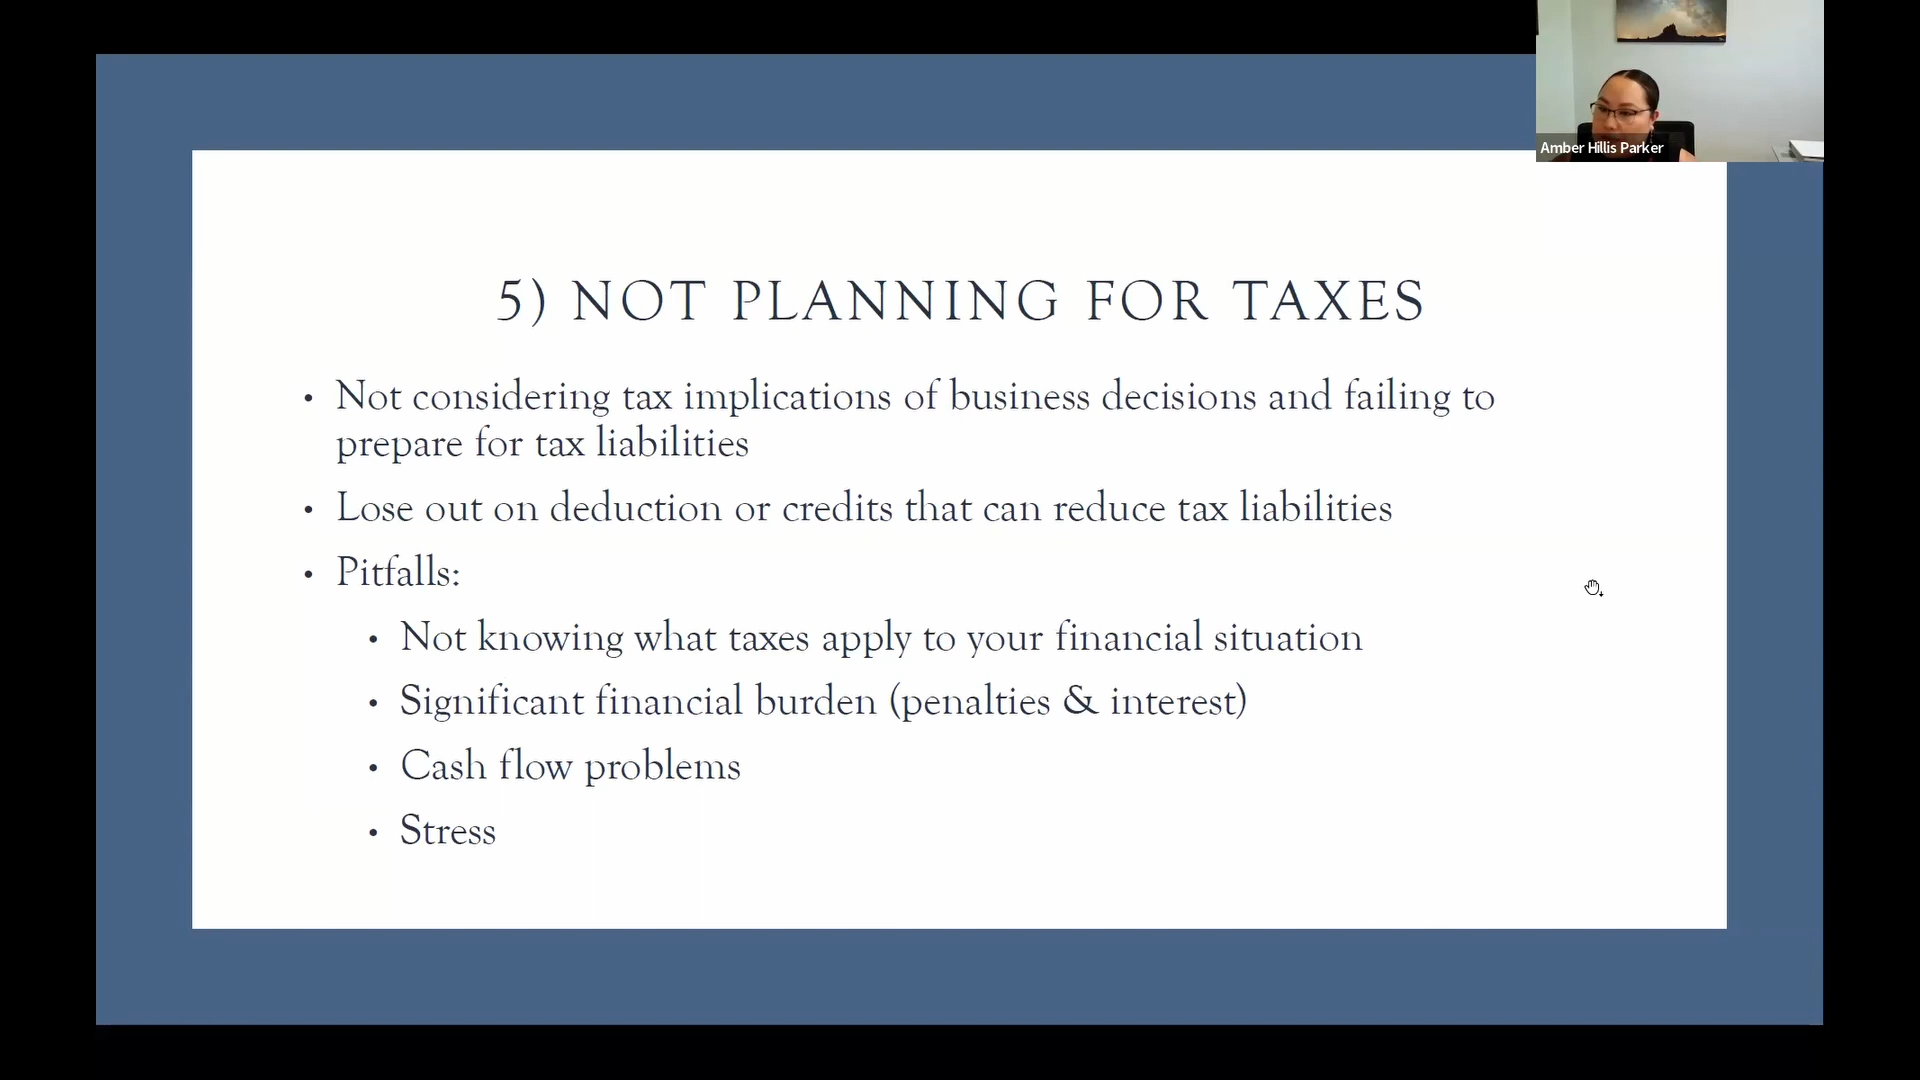 Amber Hillis Parker
5) NOT PLANNING FOR TAXES
• Not considering tax implications of business decisions and failing to
prepare for tax liabilities
• Lose out on deduction or credits that can reduce tax liabilities
• Pitfalls:
• Not knowing what taxes apply to your financial situation
• Significant financial burden (penalties & interest)
• Cash flow problems
• Stress